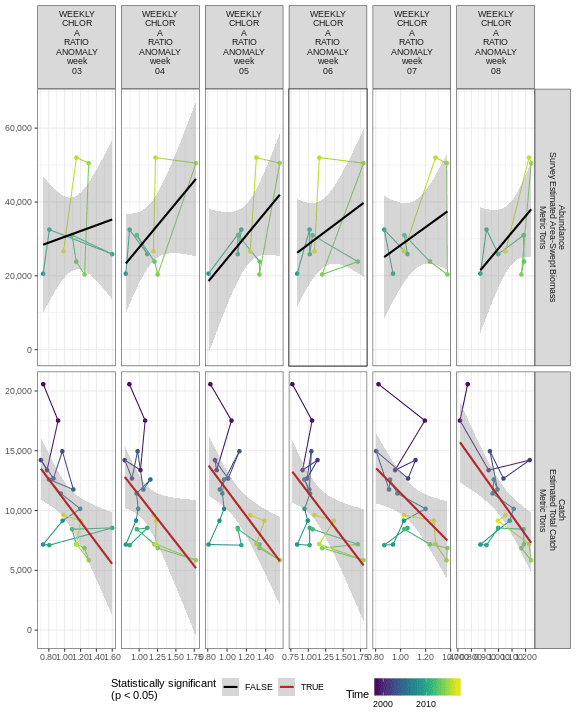 WEEKLY
CHLOR
A
RATIO
ANOMALY
week
03
WEEKLY
CHLOR
A
RATIO
ANOMALY
week
04
WEEKLY
CHLOR
A
RATIO
ANOMALY
week
05
WEEKLY
CHLOR
A
RATIO
ANOMALY
week
06
WEEKLY
CHLOR
A
RATIO
ANOMALY
week
07
WEEKLY
CHLOR
A
RATIO
ANOMALY
week
08
60,000
40,000
20,000
0
Abundance
Survey Estimated Area-Swept Biomass
Metric Tons
20,000
15,000
10,000
5,000
0
Catch
Estimated Total Catch
Metric Tons
0.80 1.00 1.20 1.40 1.60
1.00 1.25 1.50 1.75
0.80 1.00 1.20 1.40
0.75 1.00 1.25 1.50 1.75
0.80 1.00 1.20
Statistically significant
(p < 0.05)
FALSE
TRUE
Time
2000
2010